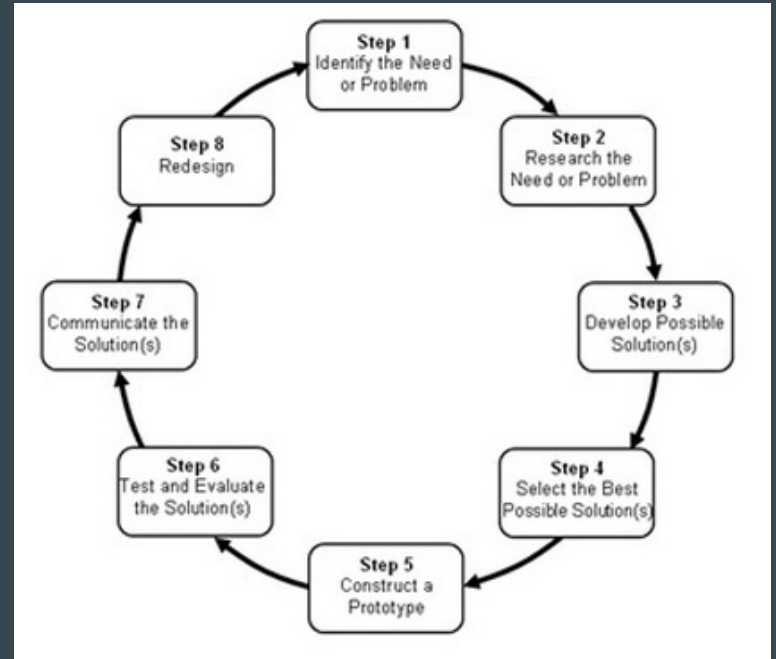 Step 1
Identify the Need
or Problem
Step 2
Research the
Need or Problem
Step 3
Develop Possible
Solution(s)
Step 4
Select the Best
Possible Solution(s)
Step 5
Construct a
Prototype
Step 6
Test and Evaluate
the Solution(s)
Step 7
Communicate the
Solution(s)
Step 8
Redesign